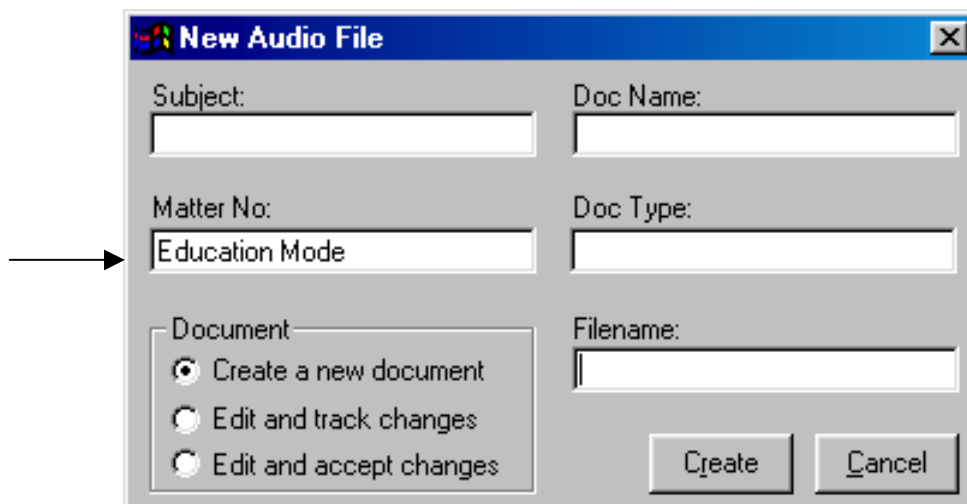 New Audio File
Subject:
Doc Name:
Matter No:
Doc Type:
Education Mode
Document
Filename:
Create a new document
Edit and track changes
Edit and accept changes
Create
Cancel